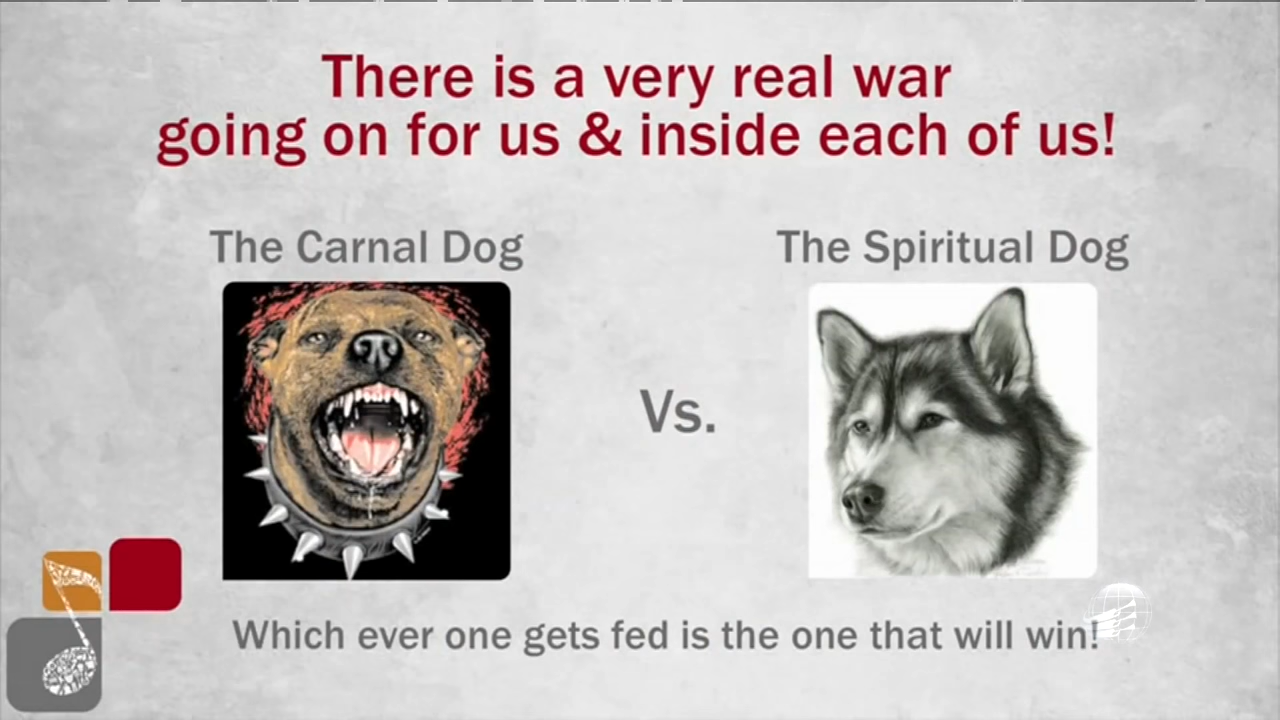 There is a very real war
going on for us & inside each of us!
The Carnal Dog
The Spiritual Dog
Vs.
Which ever one gets fed is the one that will win!